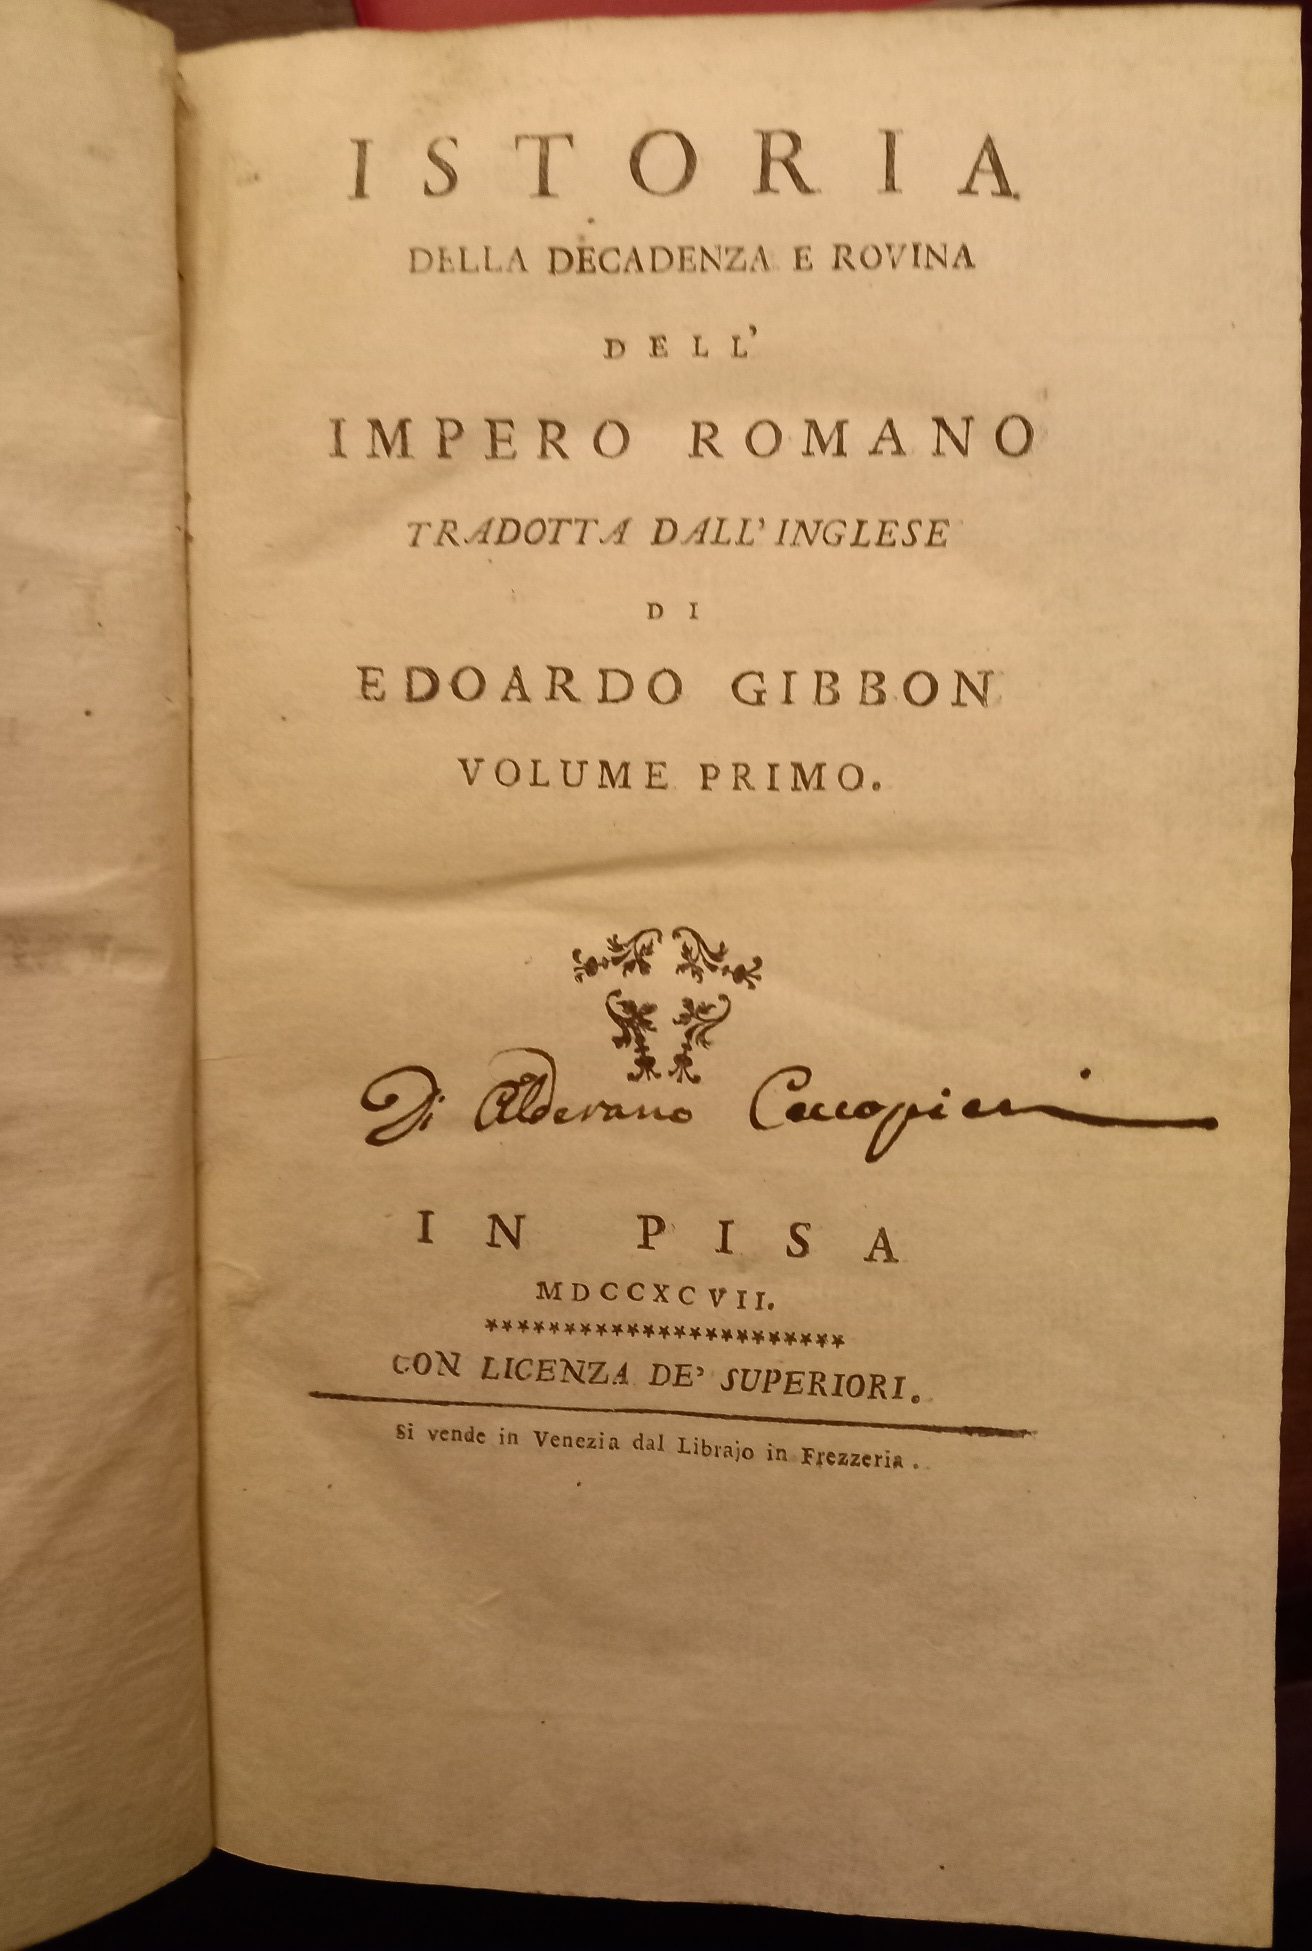 ISTORIA
DELLA DECADENZA E ROVINA
DELL'
IMPERO ROMANO
TRADOTTA DALL' INGLESE
DI
EDOARDO GIBBON
VOLUME PRIMO.
Di Alderano Ceccopieri
IN PISA
MDCCXCVII.
***********************
CON LICENZA DE' SUPERIORI.
Si vende in Venezia dal Librajo in Frezzeria.